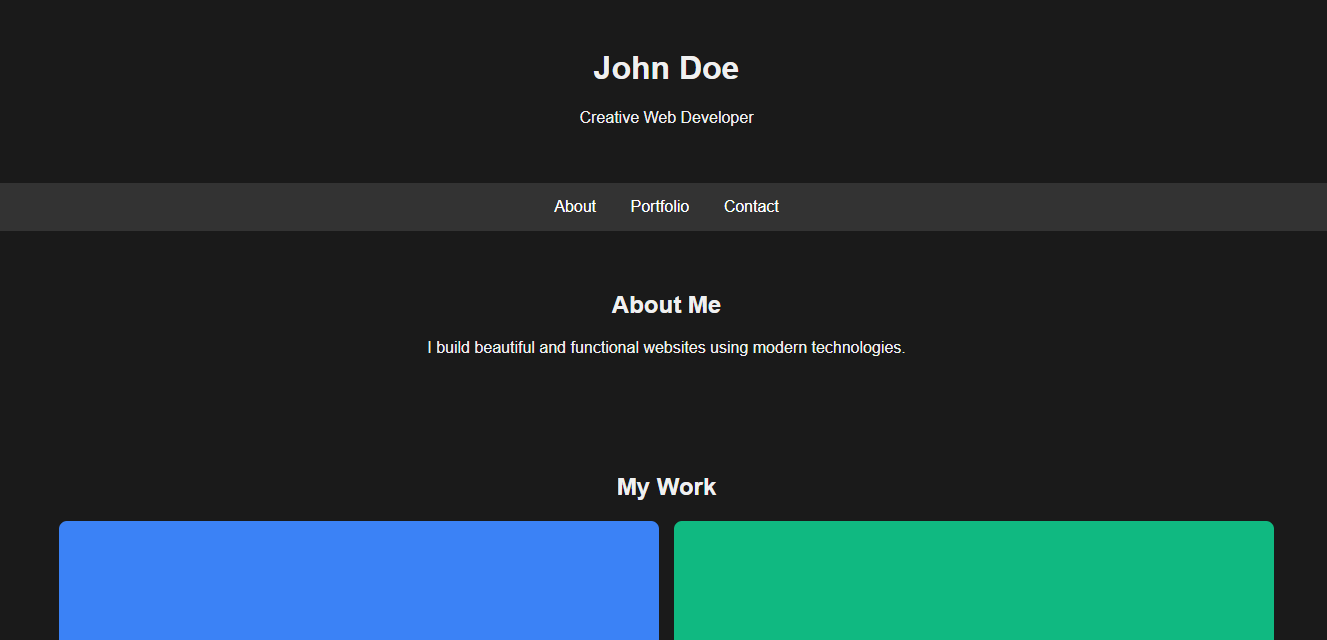 John Doe
Creative Web Developer
About Portfolio Contact
About Me
I build beautiful and functional websites using modern technologies.
My Work